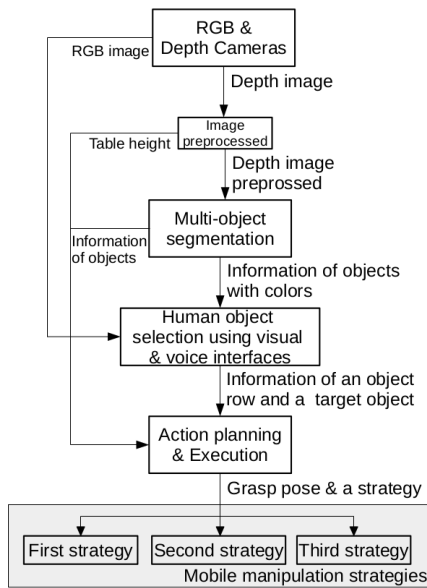 RGB &
Depth Cameras
RGB image
Depth image
Image
preprocessed
Table height
Depth image
preprossed
Multi-object
segmentation
Information
of objects
Information of objects
with colors
Human object
selection using visual
& voice interfaces
Information of an object
row and a target object
Action planning
& Execution
Grasp pose & a strategy
First strategy
Second strategy
Third strategy
Mobile manipulation strategies